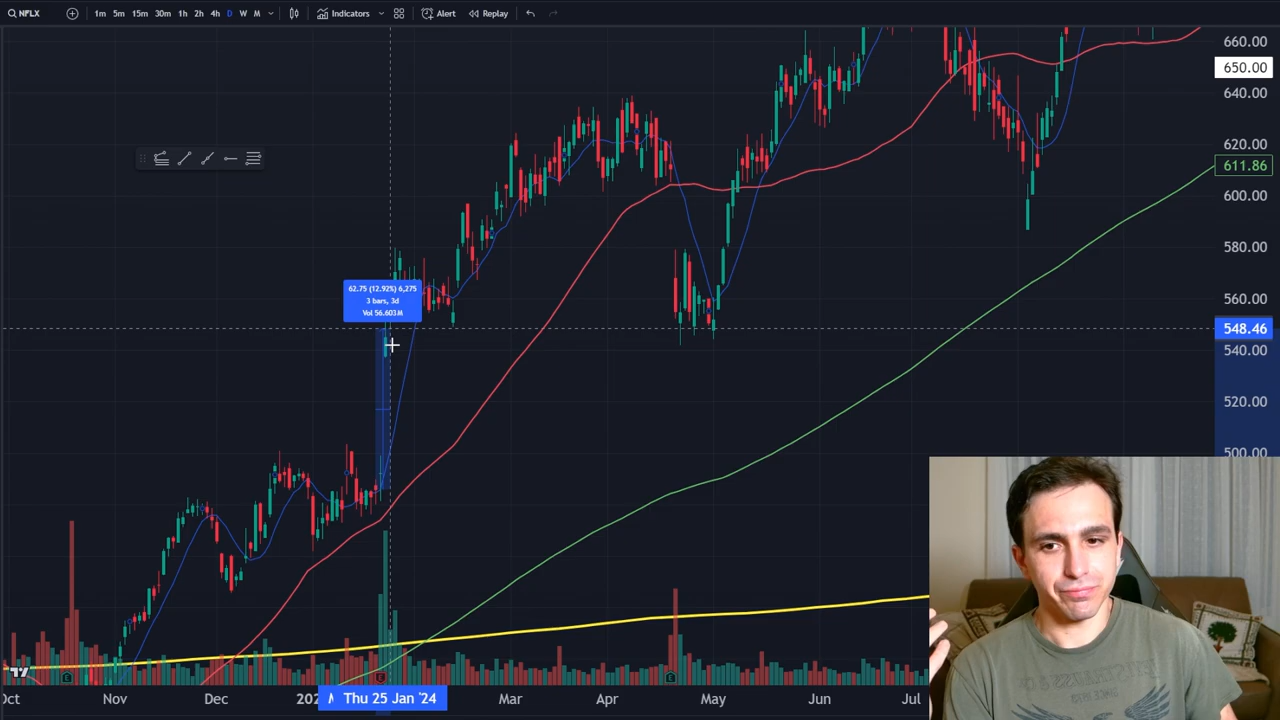 NFLX 1m 5m 15m 30m 1h 2h 4h D W M Indicators Alert Replay
660.00
650.00
640.00
620.00
611.86
600.00
580.00
560.00
548.46
540.00
520.00
500.00
62.75 (12.92%) 6,275
3 bars, 3d
Vol 56.603M
E E E
Oct Nov Dec 202 Thu 25 Jan '24 Mar Apr May Jun Jul